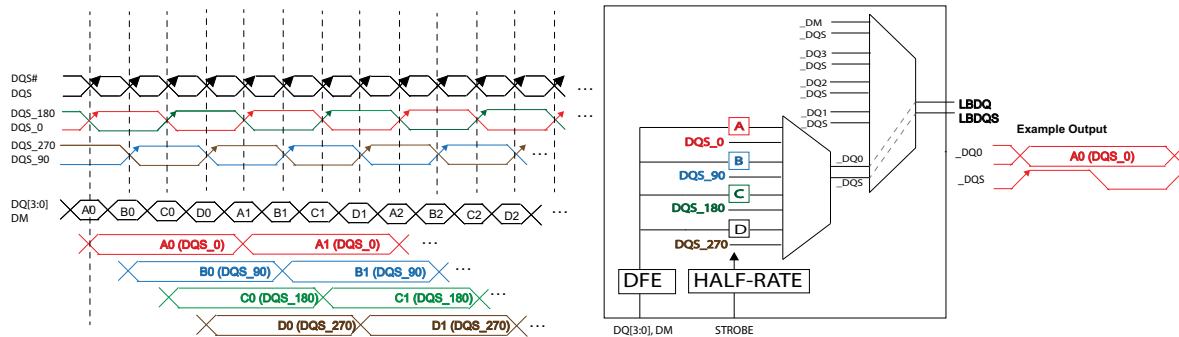 DQS#
DQS
...
DQS_180
DQS_0
...
DQS_270
DQS_90
...
DQ[3:0]
DM
A0 B0 C0 D0 A1 B1 C1 D1 A2 B2 C2 D2 ...
A0 (DQS_0) A1 (DQS_0) ...
B0 (DQS_90) B1 (DQS_90) ...
C0 (DQS_180) C1 (DQS_180) ...
D0 (DQS_270) D1 (DQS_270) ...
_DM
_DQS
_DQ3
_DQS
_DQ2
_DQS
_DQ1
_DQS
A
DQS_0
B
DQS_90
C
DQS_180
D
DQS_270
_DQ0
_DQS
DFE
HALF-RATE
DQ[3:0], DM
STROBE
LBDQ
LBDQS
Example Output
_DQ0
A0 (DQS_0)
_DQS